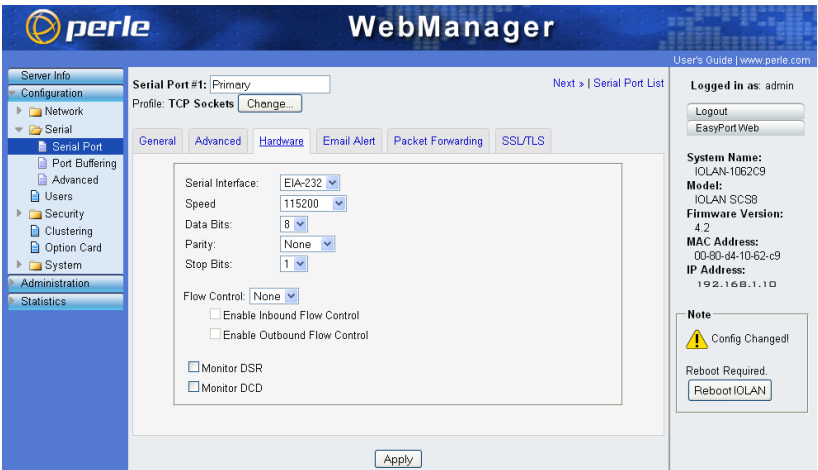 perle
WebManager
User's Guide | www.perle.com
Server Info
Configuration
Network
Serial
Serial Port
Port Buffering
Advanced
Users
Security
Clustering
Option Card
System
Administration
Statistics
Serial Port #1: Primary
Next » | Serial Port List
Profile: TCP Sockets Change...
General Advanced Hardware Email Alert Packet Forwarding SSL/TLS
Serial Interface: EIA-232
Speed 115200
Data Bits: 8
Parity: None
Stop Bits: 1
Flow Control: None
Enable Inbound Flow Control
Enable Outbound Flow Control
Monitor DSR
Monitor DCD
Apply
Logged in as: admin
Logout
EasyPort Web
System Name:
IOLAN-1062C9
Model:
IOLAN SCS8
Firmware Version:
4.2
MAC Address:
00-80-d4-10-62-c9
IP Address:
192.168.1.10
Note
Config Changed!
Reboot Required.
Reboot IOLAN